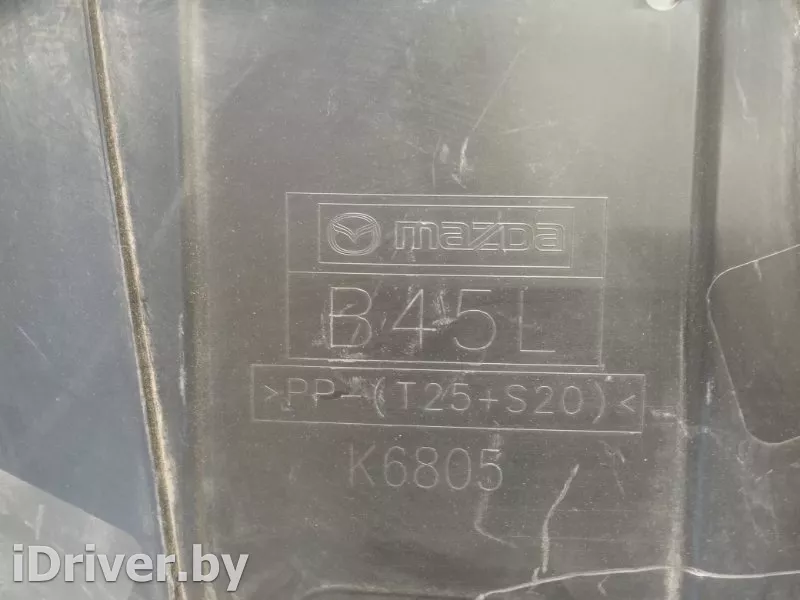 mazda
B45L
>PP-(T25+S20)<
K6805
iDriver.by